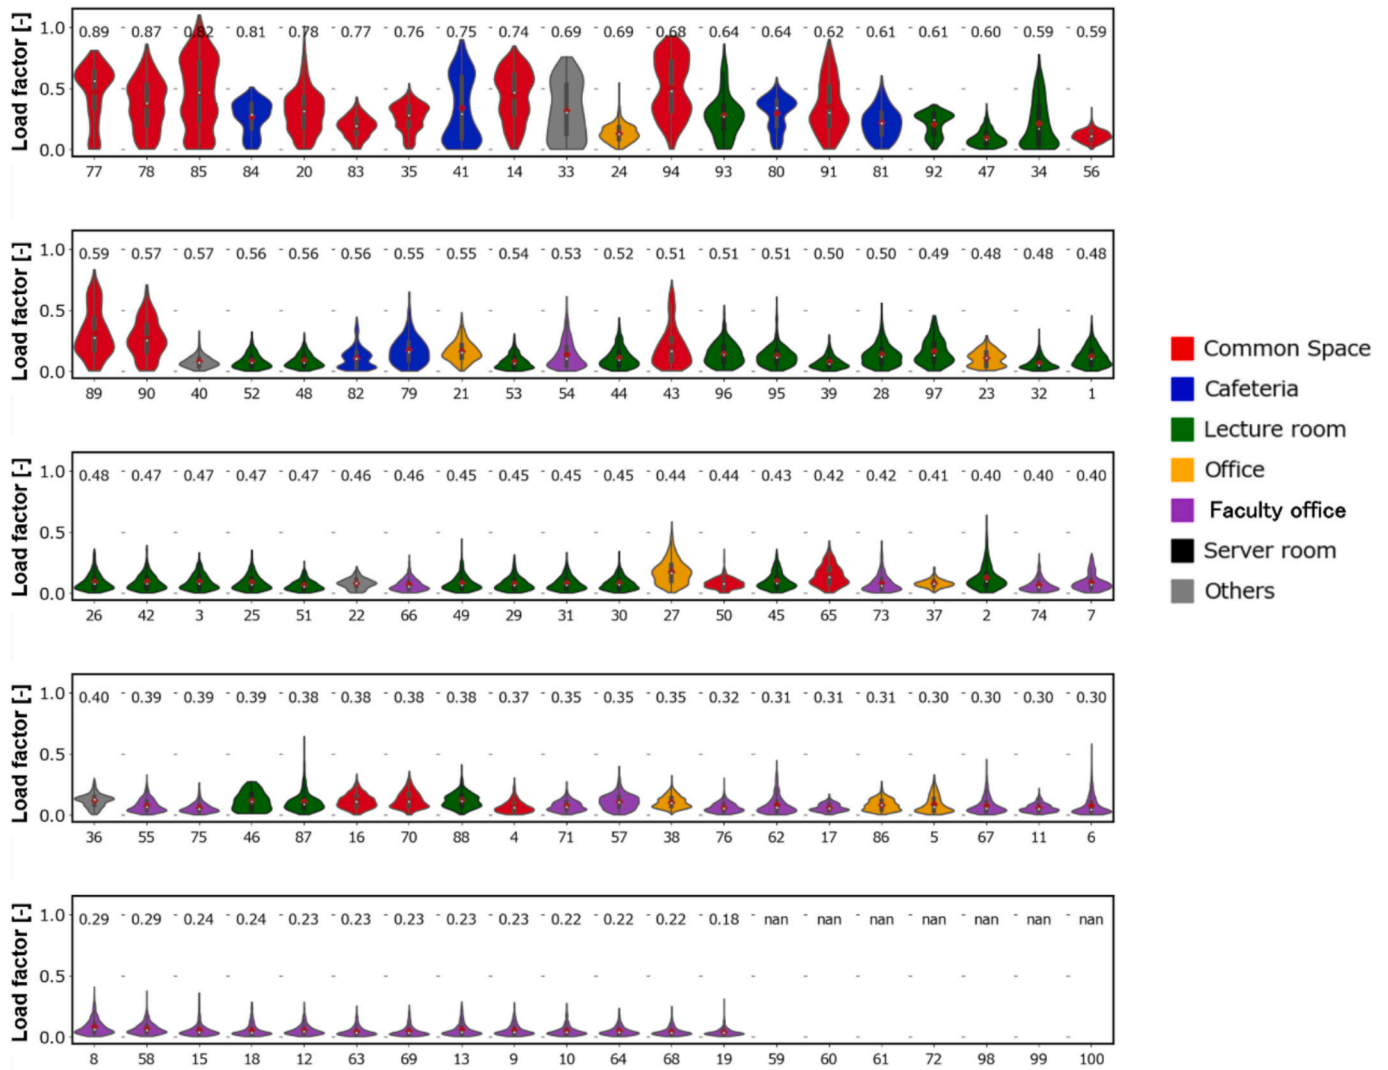 Load factor [-]
1.0 0.89 0.87 0.82 0.81 0.78 0.77 0.76 0.75 0.74 0.69 0.69 0.68 0.64 0.64 0.62 0.61 0.61 0.60 0.59 0.59
0.5
0.0
77 78 85 84 20 83 35 41 14 33 24 94 93 80 91 81 92 47 34 56
Load factor [-]
1.0 0.59 0.57 0.57 0.56 0.56 0.56 0.55 0.55 0.54 0.53 0.52 0.51 0.51 0.51 0.50 0.50 0.49 0.48 0.48 0.48
0.5
0.0
89 90 40 52 48 82 79 21 53 54 44 43 96 95 39 28 97 23 32 1
Common Space
Cafeteria
Lecture room
Office
Faculty office
Server room
Others
Load factor [-]
1.0 0.48 0.47 0.47 0.47 0.47 0.46 0.46 0.45 0.45 0.45 0.45 0.44 0.44 0.43 0.42 0.42 0.41 0.40 0.40 0.40
0.5
0.0
26 42 3 25 51 22 66 49 29 31 30 27 50 45 65 73 37 2 74 7
Load factor [-]
1.0 0.40 0.39 0.39 0.39 0.38 0.38 0.38 0.38 0.37 0.35 0.35 0.35 0.32 0.31 0.31 0.31 0.30 0.30 0.30 0.30
0.5
0.0
36 55 75 46 87 16 70 88 4 71 57 38 76 62 17 86 5 67 11 6
Load factor [-]
1.0 0.29 0.29 0.24 0.24 0.23 0.23 0.23 0.23 0.23 0.22 0.22 0.22 0.18 nan nan nan nan nan nan nan
0.5
0.0
8 58 15 18 12 63 69 13 9 10 64 68 19 59 60 61 72 98 99 100